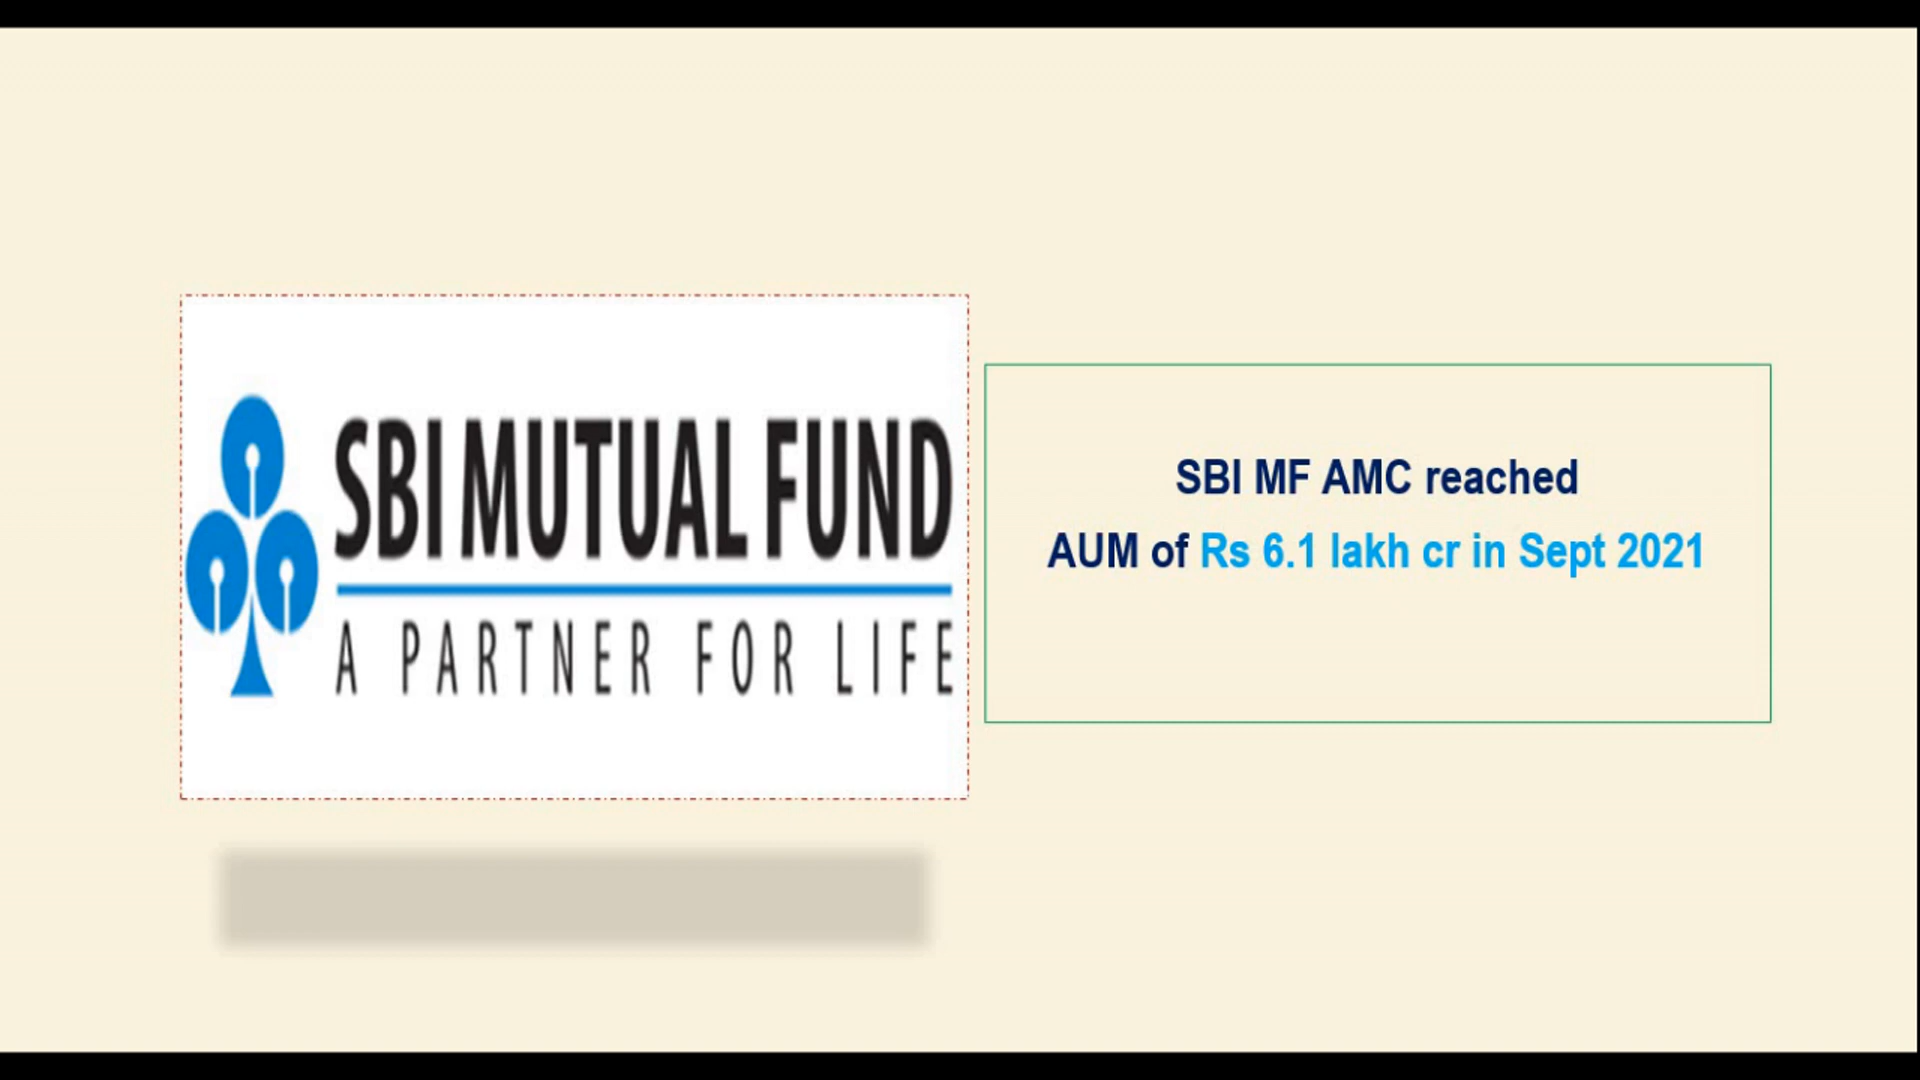 SBI MUTUAL FUND
A PARTNER FOR LIFE
SBI MF AMC reached
AUM of Rs 6.1 lakh cr in Sept 2021